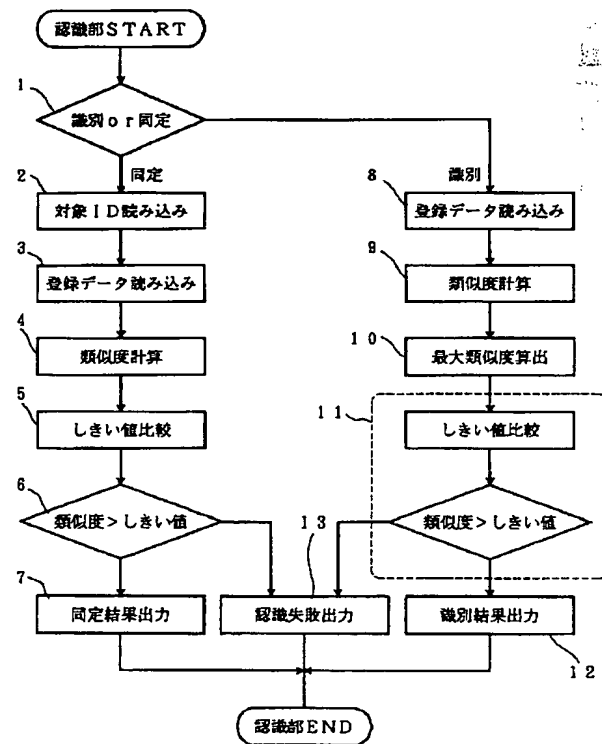 認識部START
1
識別or同定
同定
識別
2
対象ID読み込み
8
登録データ読み込み
3
登録データ読み込み
9
類似度計算
4
類似度計算
10
最大類似度算出
5
しきい値比較
11
しきい値比較
6
類似度>しきい値
13
類似度>しきい値
7
同定結果出力
認識失敗出力
識別結果出力
12
認識部END